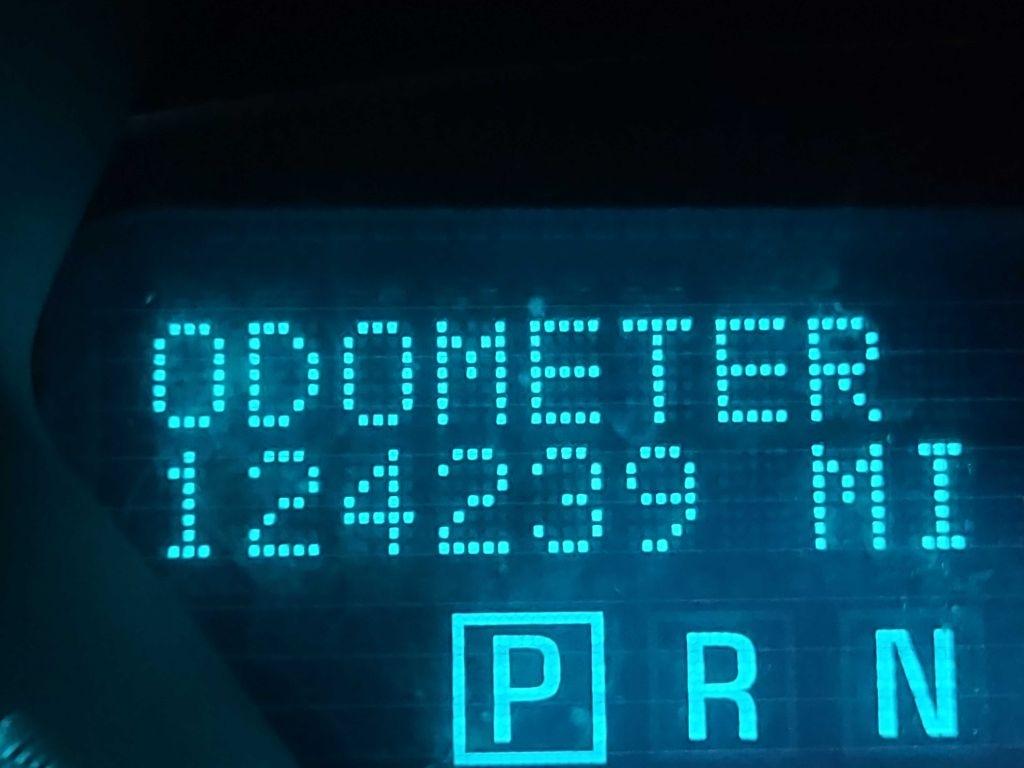 ODOMETER
124239 MI
P R N